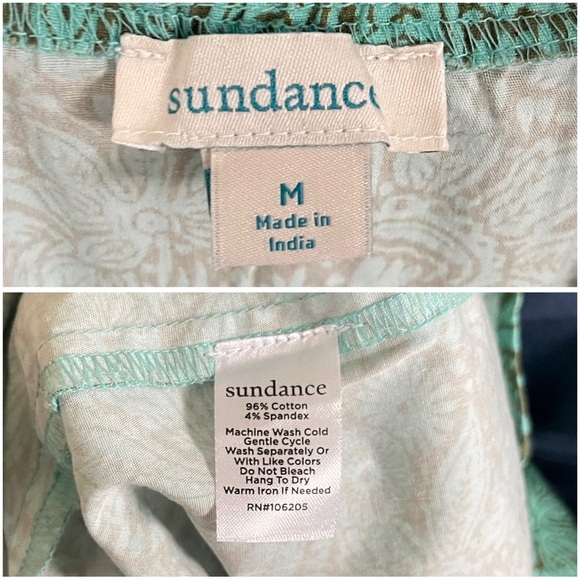 sundance
M
Made in
India
sundance
96% Cotton
4% Spandex
Machine Wash Cold
Gentle Cycle
Wash Separately Or
With Like Colors
Do Not Bleach
Hang To Dry
Warm Iron If Needed
RN#106205